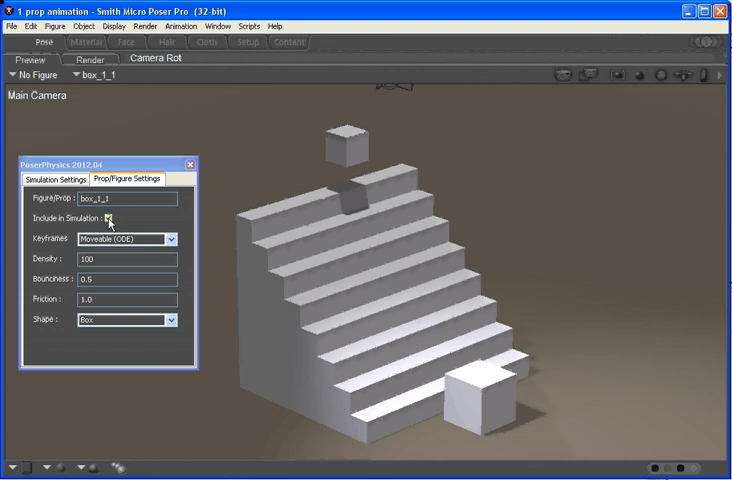 1 prop animation - Smith Micro Poser Pro (32-bit)
File Edit Figure Object Display Render Animation Window Scripts Help
Pose Material Face Hair Cloth Setup Content
Preview Render Camera Rot
No Figure box_1_1
Main Camera
PoserPhysics 2012.04
Simulation Settings Prop/Figure Settings
Figure/Prop : box_1_1
Include in Simulation :
Keyframes Moveable (ODE)
Density : 100
Bounciness : 0.5
Friction : 1.0
Shape : Box